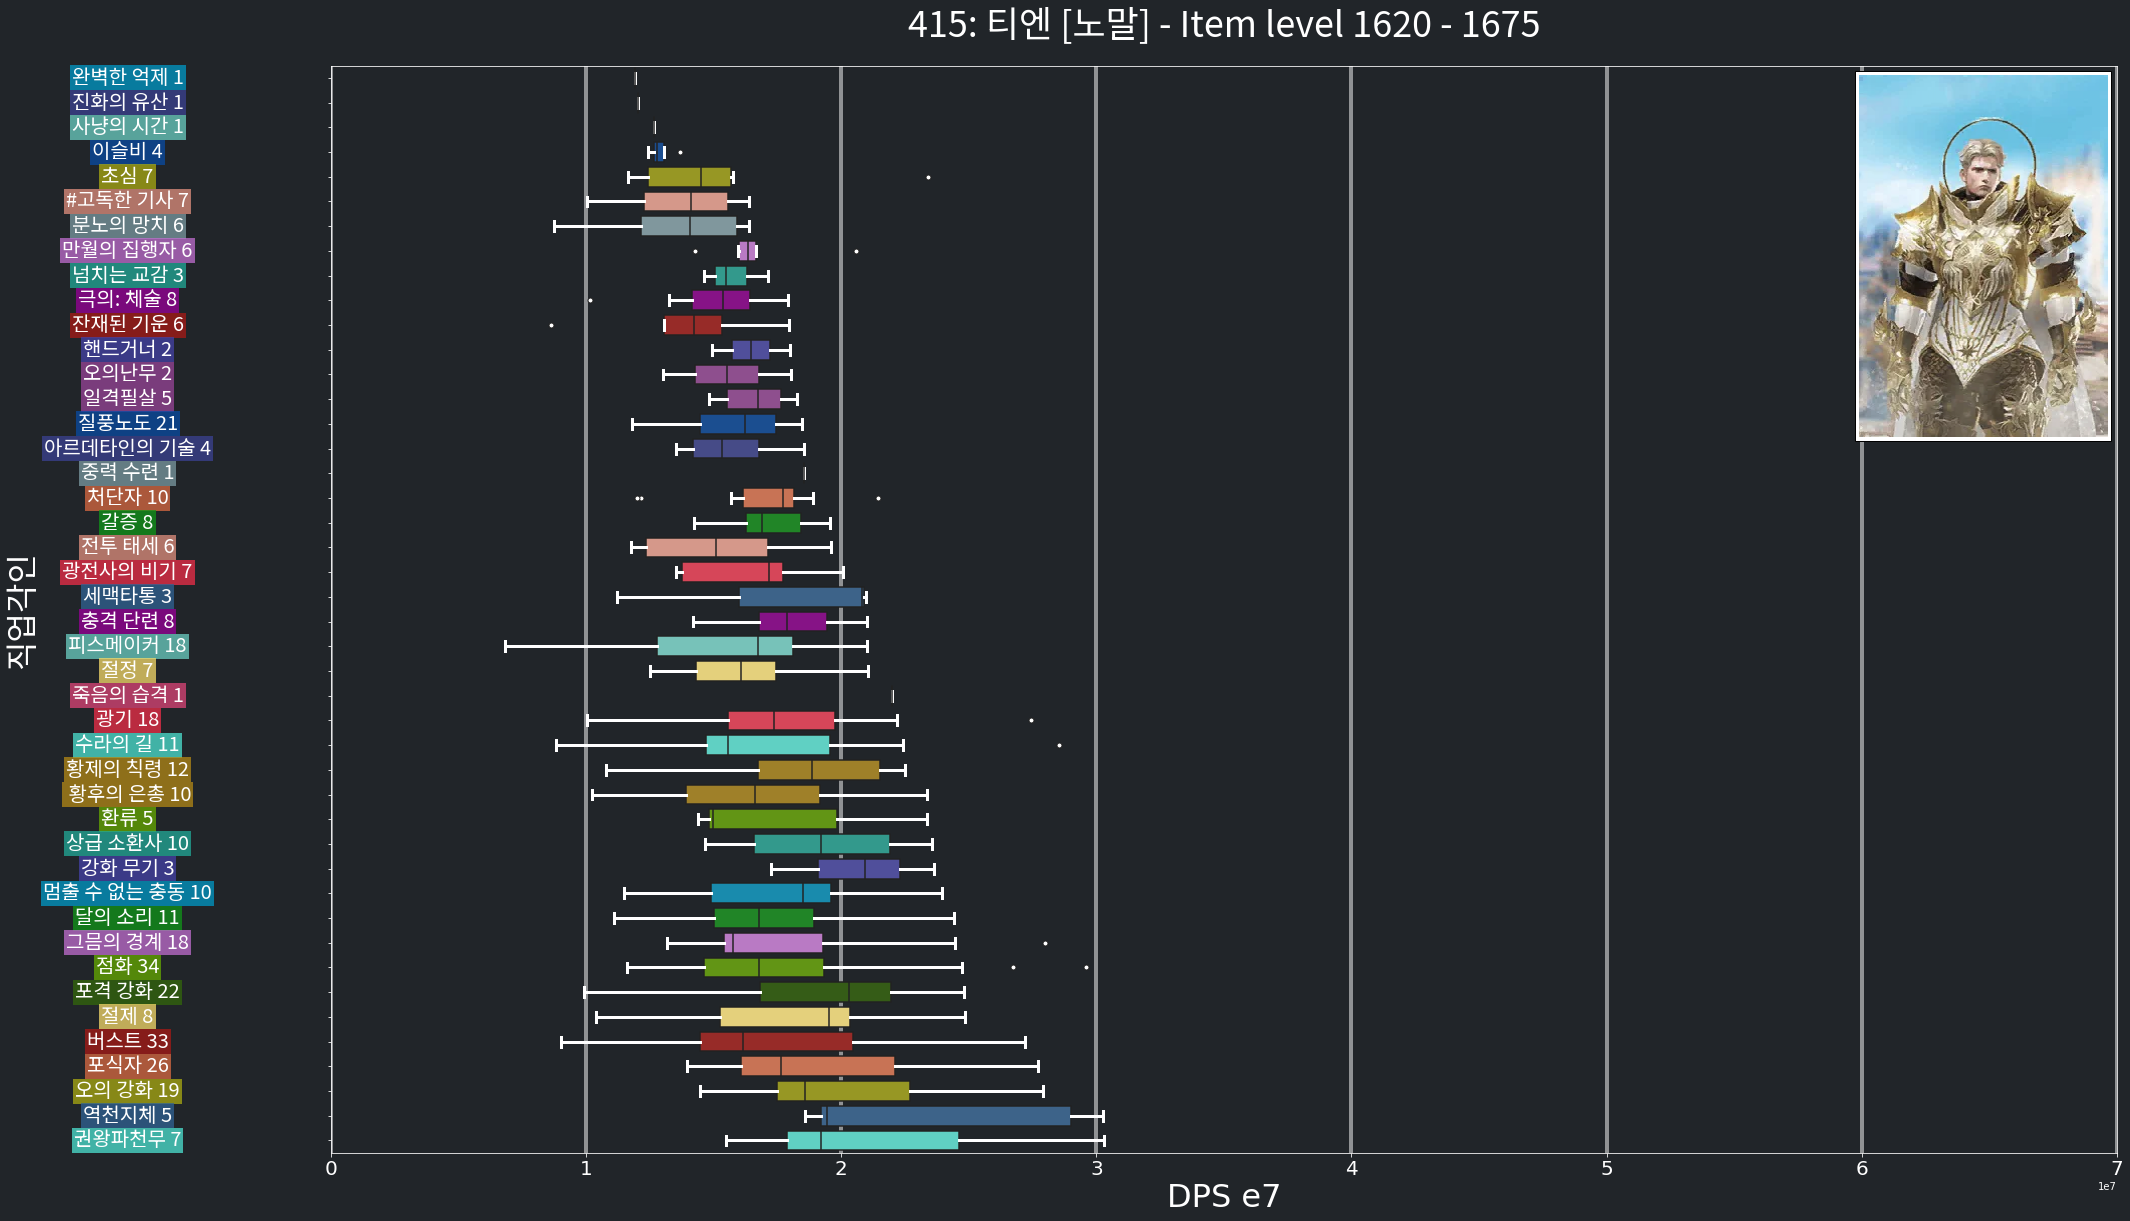 415: 티엔 [노말] - Item level 1620 - 1675
완벽한 억제 1
진화의 유산 1
사냥의 시간 1
이슬비 4
초심 7
#고독한 기사 7
분노의 망치 6
만월의 집행자 6
넘치는 교감 3
극의: 체술 8
잔재된 기운 6
핸드거너 2
오의난무 2
일격필살 5
질풍노도 21
아르데타인의 기술 4
중력 수련 1
처단자 10
갈증 8
전투 태세 6
광전사의 비기 7
세맥타통 3
충격 단련 8
피스메이커 18
절정 7
죽음의 습격 1
광기 18
수라의 길 11
황제의 칙령 12
황후의 은총 10
환류 5
상급 소환사 10
강화 무기 3
멈출 수 없는 충동 10
달의 소리 11
그믐의 경계 18
점화 34
포격 강화 22
절제 8
버스트 33
포식자 26
오의 강화 19
역천지체 5
권왕파천무 7
직업각인
0 1 2 3 4 5 6 7
1e7
DPS e7